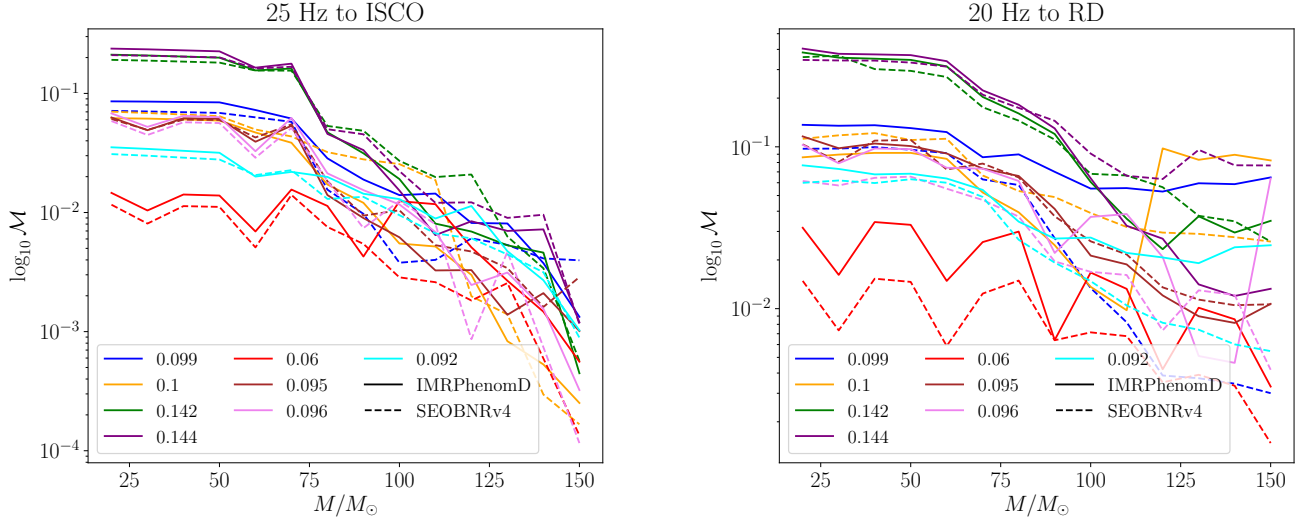 25 Hz to ISCO
log₁₀ ℳ
10⁻¹
10⁻²
10⁻³
10⁻⁴
0.099
0.1
0.142
0.144
0.06
0.095
0.096
0.092
IMRPhenomD
SEOBNRv4
25 50 75 100 125 150
M/M⊙
20 Hz to RD
log₁₀ ℳ
10⁻¹
10⁻²
0.099
0.1
0.142
0.144
0.06
0.095
0.096
0.092
IMRPhenomD
SEOBNRv4
25 50 75 100 125 150
M/M⊙